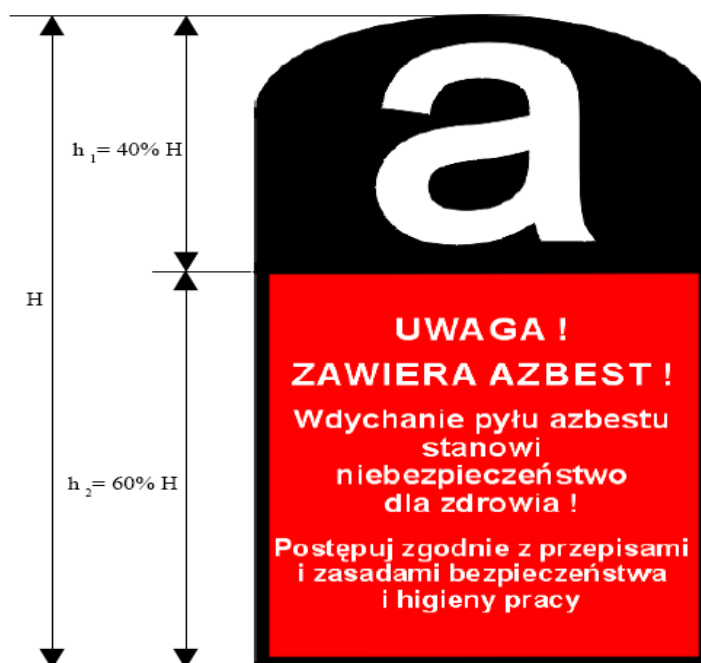 a
h 1= 40% H
H
UWAGA !
ZAWIERA AZBEST !
Wdychanie pyłu azbestu
stanowi
niebezpieczeństwo
dla zdrowia !
h 2= 60% H
Postępuj zgodnie z przepisami
i zasadami bezpieczeństwa
i higieny pracy